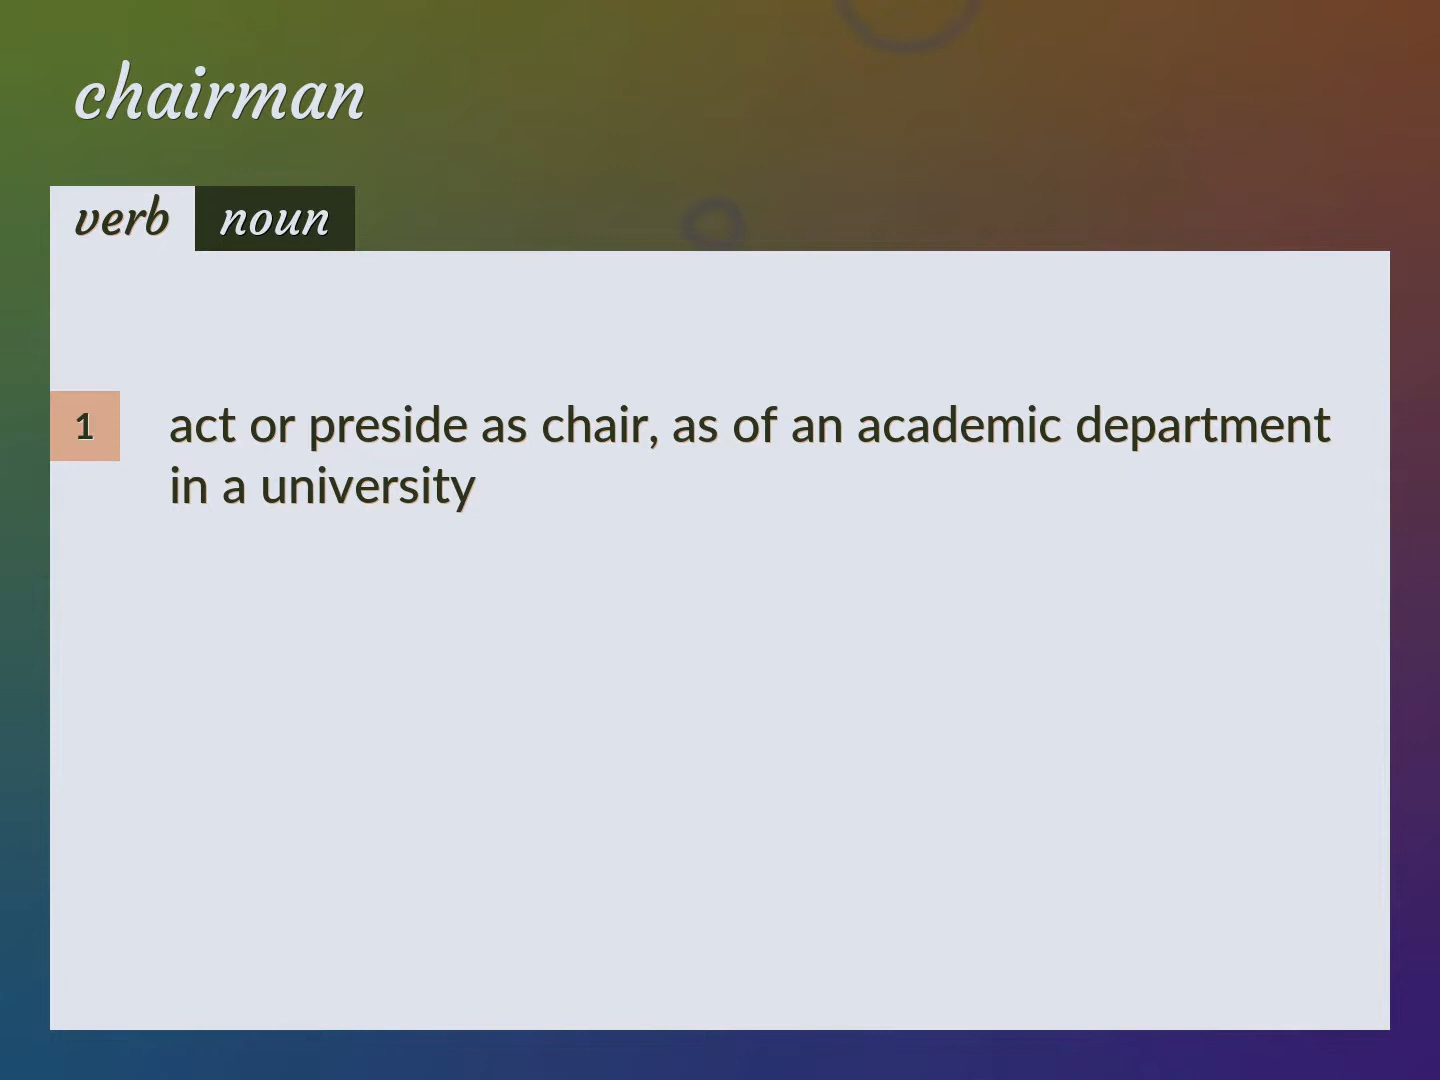 chairman
verb noun
1 act or preside as chair, as of an academic department
in a university